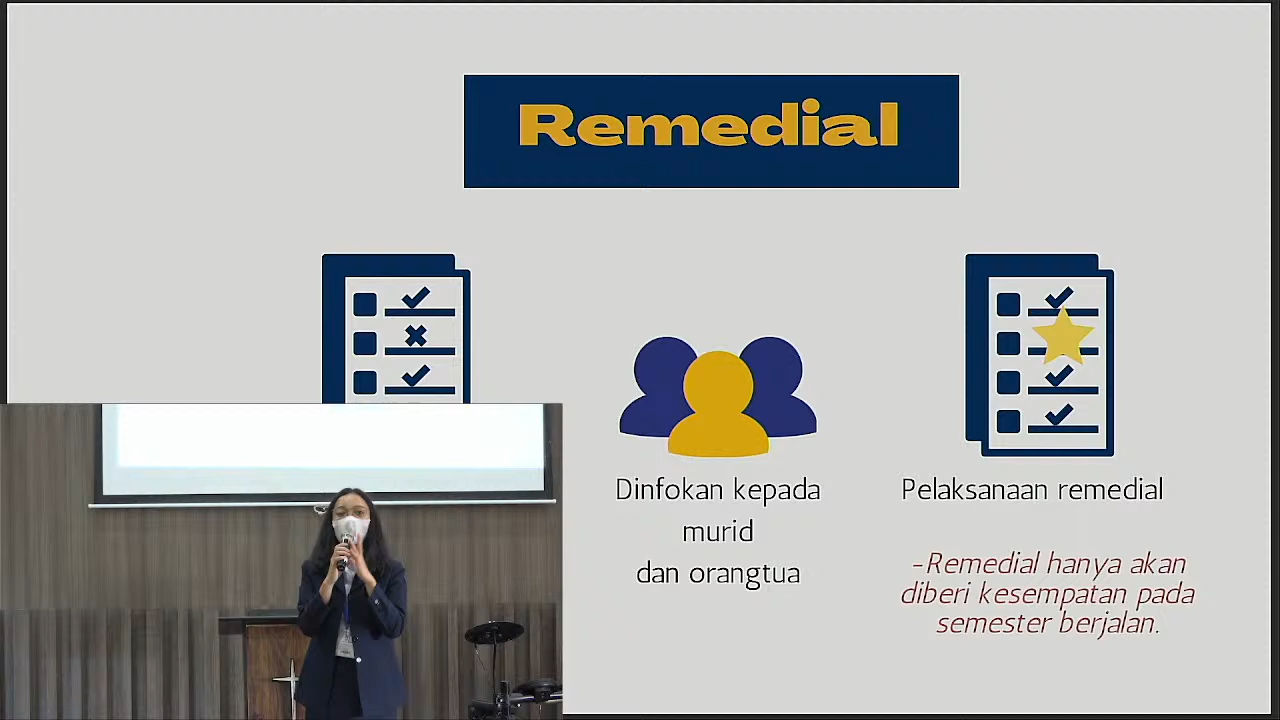 Remedial
Dinfokan kepada
murid
dan orangtua
Pelaksanaan remedial
-Remedial hanya akan
diberi kesempatan pada
semester berjalan.